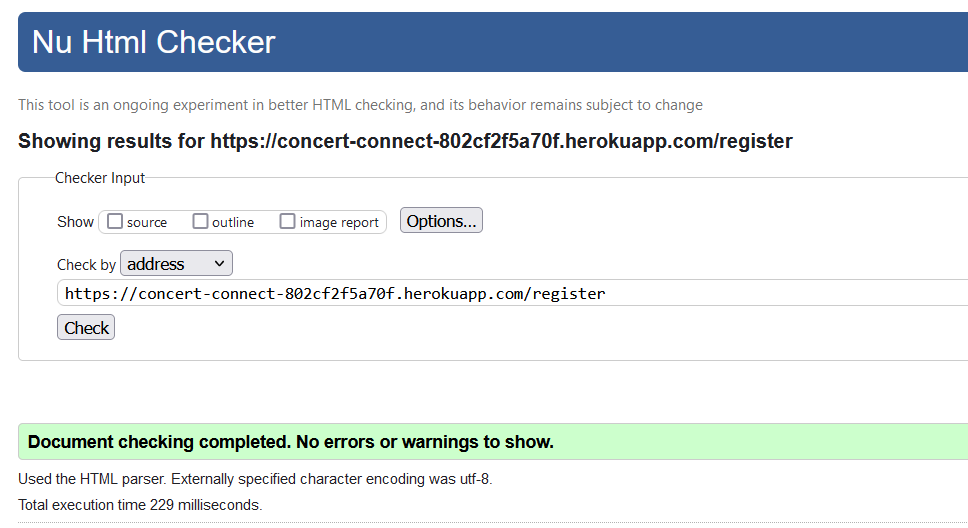 Nu Html Checker
This tool is an ongoing experiment in better HTML checking, and its behavior remains subject to change
Showing results for https://concert-connect-802cf2f5a70f.herokuapp.com/register
Checker Input
Show source outline image report Options...
Check by address
https://concert-connect-802cf2f5a70f.herokuapp.com/register
Check
Document checking completed. No errors or warnings to show.
Used the HTML parser. Externally specified character encoding was utf-8.
Total execution time 229 milliseconds.